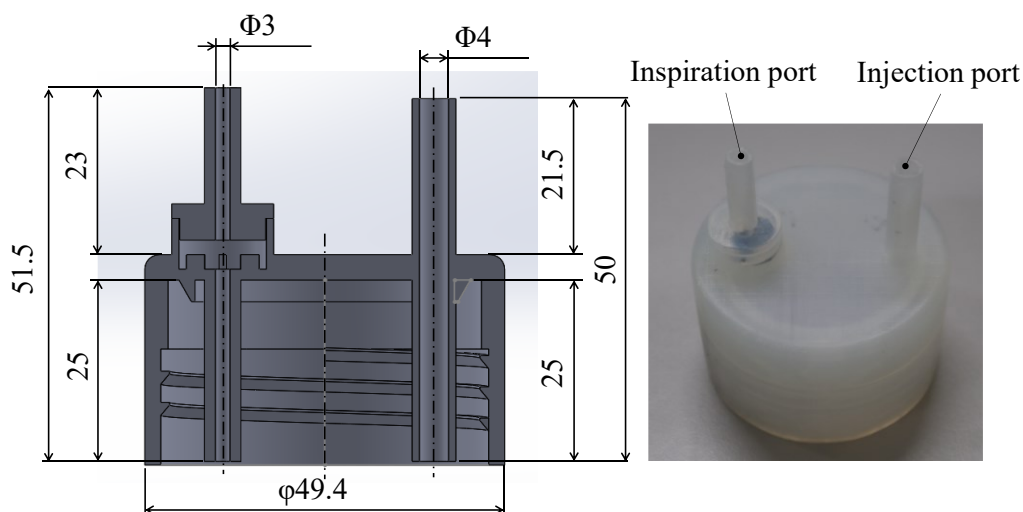 Φ3
Φ4
Inspiration port
Injection port
23
21.5
51.5
50
25
25
φ49.4